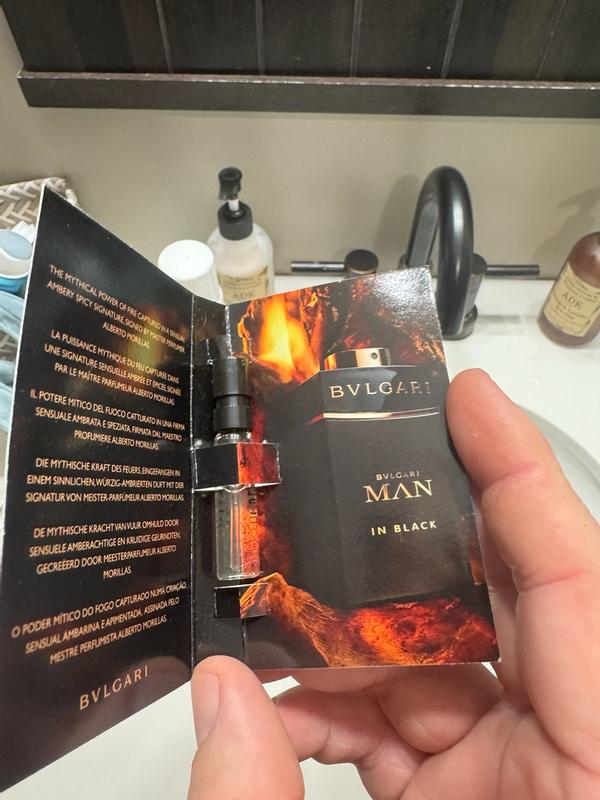 THE MYTHICAL POWER OF FIRE CAPTURED IN A SENSUAL
AMBERY SPICY SIGNATURE, SIGNED BY MASTER PERFUMER
ALBERTO MORILLAS.
LA PUISSANCE MYTHIQUE DU FEU CAPTURÉE DANS
UNE SIGNATURE SENSUELLE AMBRÉE ET ÉPICÉE, SIGNÉE
PAR LE MAÎTRE PARFUMEUR ALBERTO MORILLAS.
IL POTERE MITICO DEL FUOCO CATTURATO IN UNA FIRMA
SENSUALE AMBRATA E SPEZIATA, FIRMATA DAL MAESTRO
PROFUMIERE ALBERTO MORILLAS.
DIE MYTHISCHE KRAFT DES FEUERS, EINGEFANGEN IN
EINEM SINNLICHEN, WÜRZIG-AMBRIERTEN DUFT MIT DER
SIGNATUR VON MEISTER-PARFÜMEUR ALBERTO MORILLAS.
DE MYTHISCHE KRACHT VAN VUUR OMHULD DOOR
SENSUELE AMBERACHTIGE EN KRUIDIGE GEURNOTEN,
GECREËERD DOOR MEESTERPARFUMEUR ALBERTO
MORILLAS.
O PODER MÍTICO DO FOGO CAPTURADO NUMA CRIAÇÃO
SENSUAL AMBARINA E APIMENTADA, ASSINADA PELO
MESTRE PERFUMISTA ALBERTO MORILLAS.
BVLGARI
BVLGARI
BVLGARI
MAN
IN BLACK
ADK
ADK